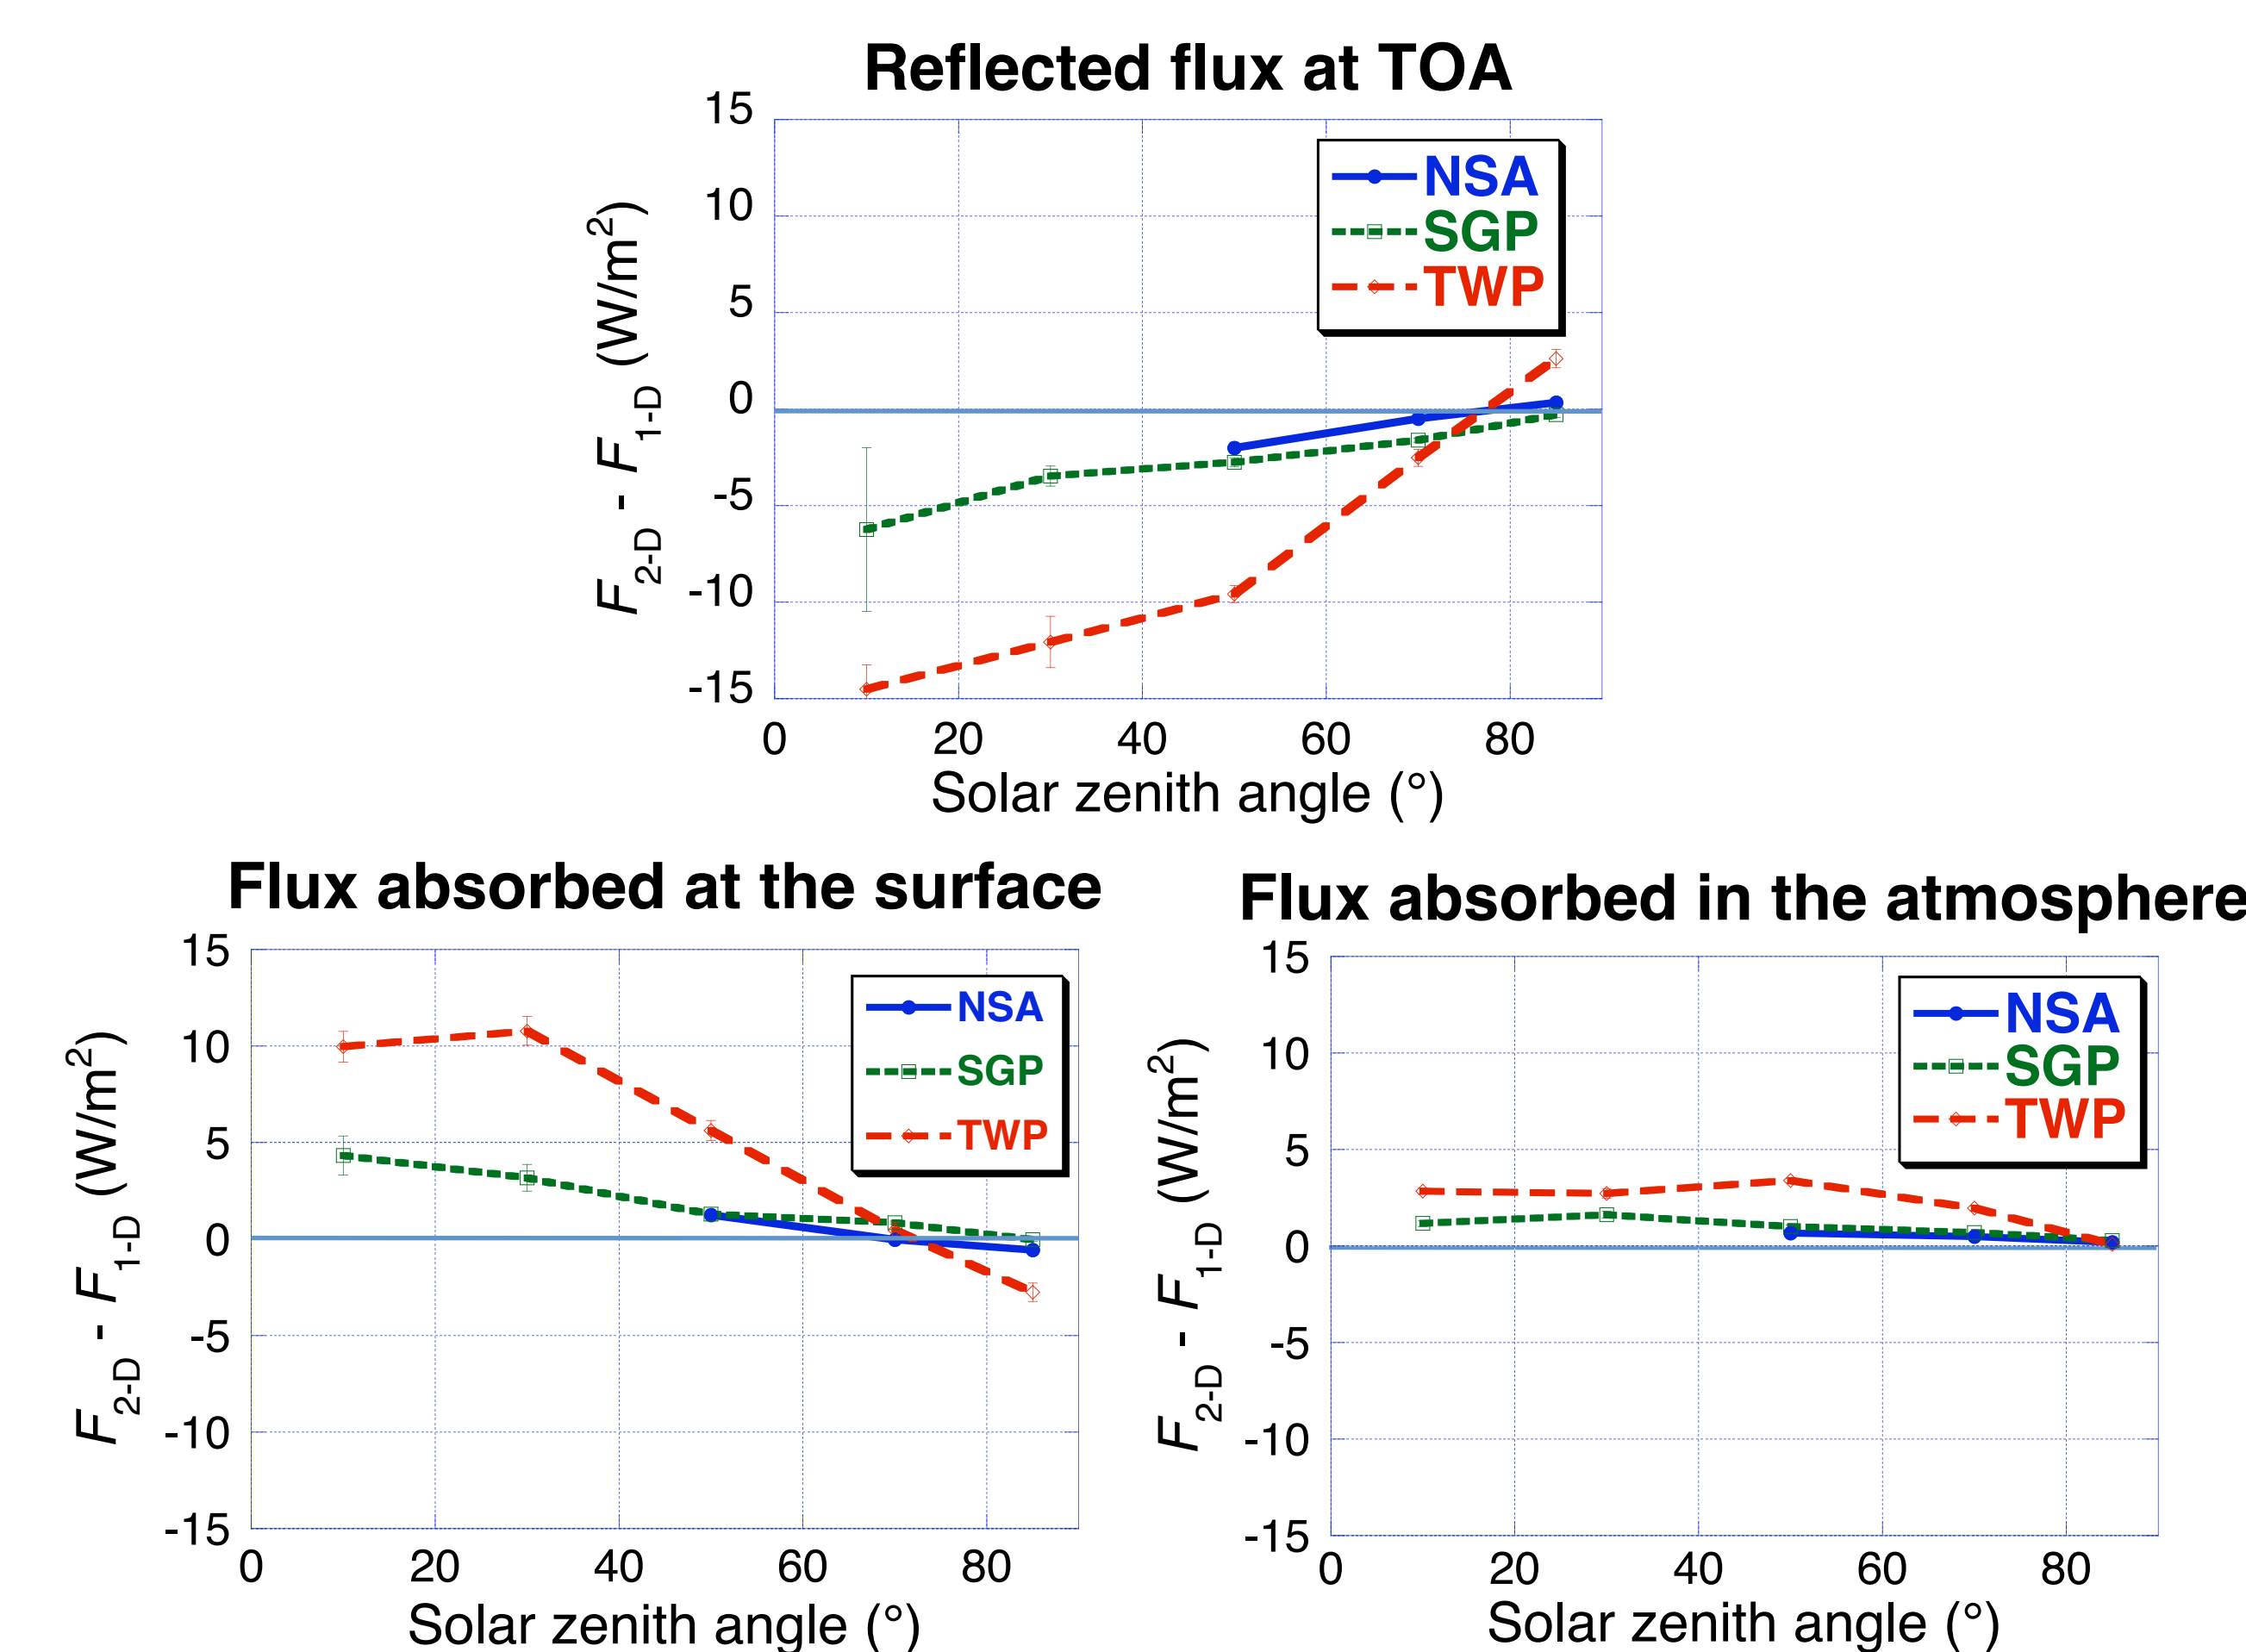 Reflected flux at TOA
15
10
5
0
-5
-10
-15
F2-D - F1-D (W/m2)
NSA
SGP
TWP
0 20 40 60 80
Solar zenith angle (°)
Flux absorbed at the surface
15
10
5
0
-5
-10
-15
F2-D - F1-D (W/m2)
NSA
SGP
TWP
0 20 40 60 80
Solar zenith angle (°)
Flux absorbed in the atmosphere
15
10
5
0
-5
-10
-15
F2-D - F1-D (W/m2)
NSA
SGP
TWP
0 20 40 60 80
Solar zenith angle (°)